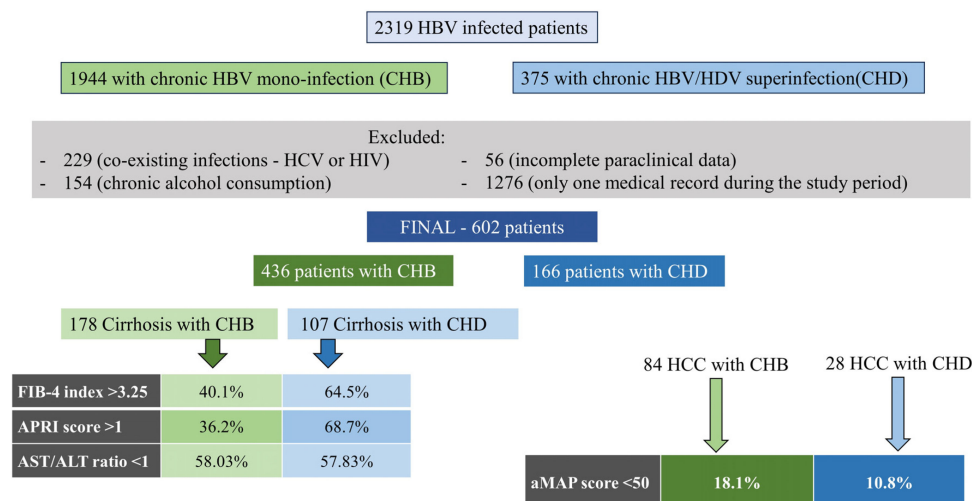 2319 HBV infected patients
1944 with chronic HBV mono-infection (CHB)
375 with chronic HBV/HDV superinfection(CHD)
Excluded:
- 229 (co-existing infections - HCV or HIV)
- 154 (chronic alcohol consumption)
- 56 (incomplete paraclinical data)
- 1276 (only one medical record during the study period)
FINAL - 602 patients
436 patients with CHB
166 patients with CHD
178 Cirrhosis with CHB
107 Cirrhosis with CHD
FIB-4 index >3.25 40.1% 64.5%
APRI score >1 36.2% 68.7%
AST/ALT ratio <1 58.03% 57.83%
84 HCC with CHB
28 HCC with CHD
aMAP score <50 18.1% 10.8%